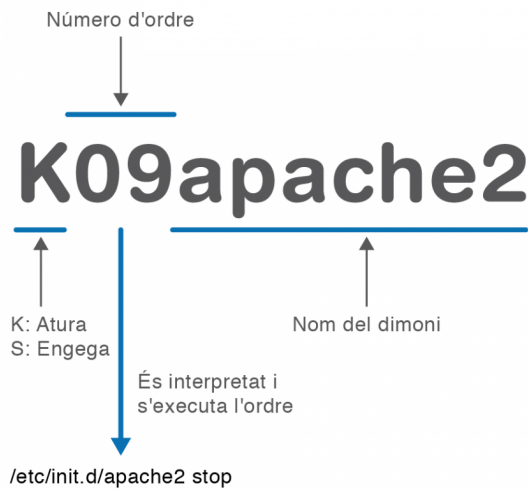 Número d'ordre
K09apache2
K: Atura
S: Engega
Nom del dimoni
És interpretat i
s'executa l'ordre
/etc/init.d/apache2 stop